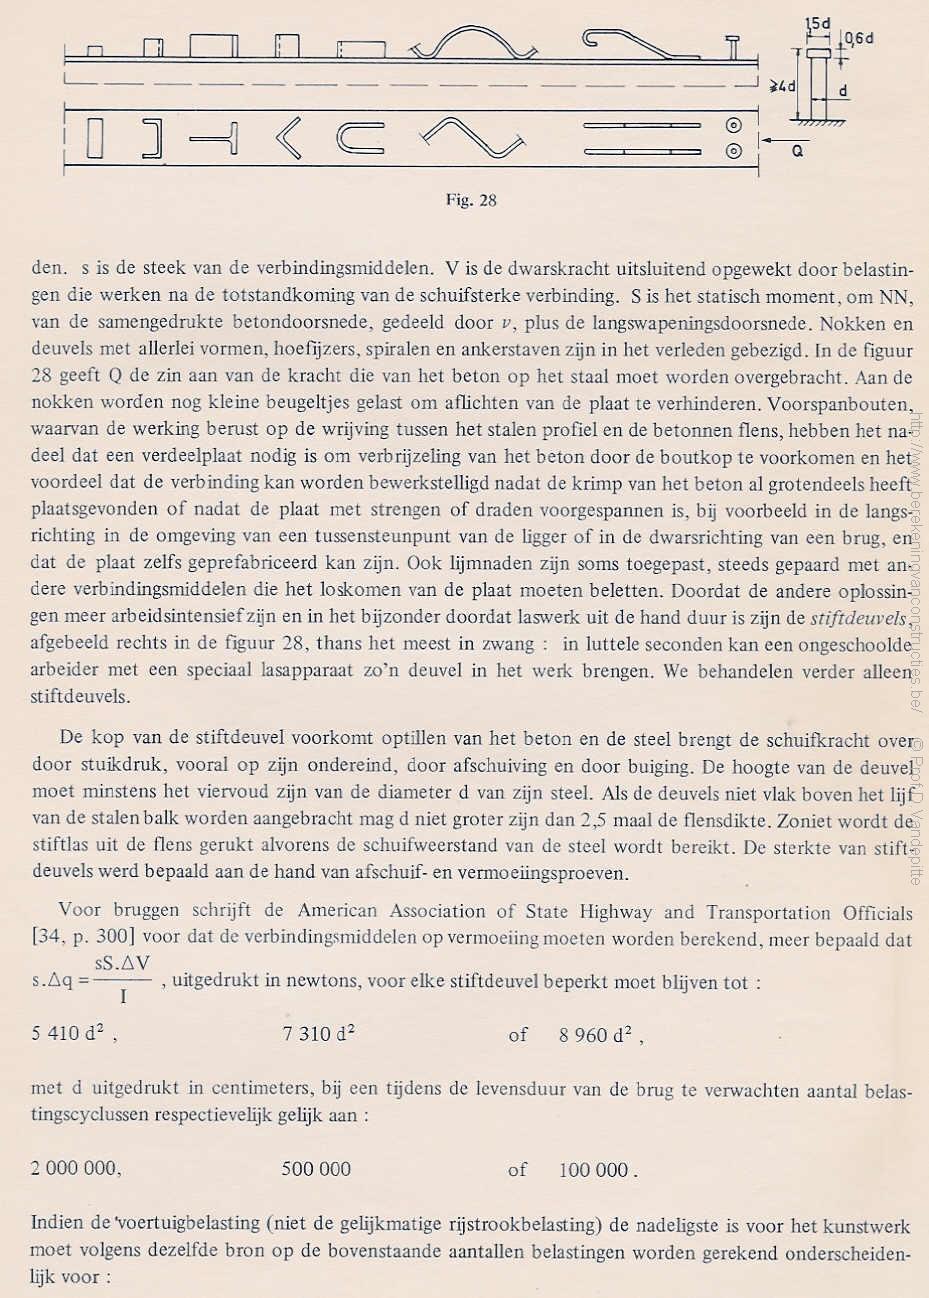 1,5d
0,6d
⩾4d
d
Q
Fig. 28
den. s is de steek van de verbindingsmiddelen. V is de dwarskracht uitsluitend opgewekt door belastin-
gen die werken na de totstandkoming van de schuifsterke verbinding. S is het statisch moment, om NN,
van de samengedrukte betondoorsnede, gedeeld door ν, plus de langswapeningsdoorsnede. Nokken en
deuvels met allerlei vormen, hoefijzers, spiralen en ankerstaven zijn in het verleden gebezigd. In de figuur
28 geeft Q de zin aan van de kracht die van het beton op het staal moet worden overgebracht. Aan de
nokken worden nog kleine beugeltjes gelast om aflichten van de plaat te verhinderen. Voorspanbouten,
waarvan de werking berust op de wrijving tussen het stalen profiel en de betonnen flens, hebben het na-
deel dat een verdeelplaat nodig is om verbrijzeling van het beton door de boutkop te voorkomen en het
voordeel dat de verbinding kan worden bewerkstelligd nadat de krimp van het beton al grotendeels heeft
plaatsgevonden of nadat de plaat met strengen of draden voorgespannen is, bij voorbeeld in de langs-
richting in de omgeving van een tussensteunpunt van de ligger of in de dwarsrichting van een brug, en
dat de plaat zelfs geprefabriceerd kan zijn. Ook lijmnaden zijn soms toegepast, steeds gepaard met an-
dere verbindingsmiddelen die het loskomen van de plaat moeten beletten. Doordat de andere oplossin-
gen meer arbeidsintensief zijn en in het bijzonder doordat laswerk uit de hand duur is zijn de stiftdeuvels,
afgebeeld rechts in de figuur 28, thans het meest in zwang : in luttele seconden kan een ongeschoolde
arbeider met een speciaal lasapparaat zo'n deuvel in het werk brengen. We behandelen verder alleen
stiftdeuvels.
De kop van de stiftdeuvel voorkomt optillen van het beton en de steel brengt de schuifkracht over
door stuikdruk, vooral op zijn ondereind, door afschuiving en door buiging. De hoogte van de deuvel
moet minstens het viervoud zijn van de diameter d van zijn steel. Als de deuvels niet vlak boven het lijf
van de stalen balk worden aangebracht mag d niet groter zijn dan 2,5 maal de flensdikte. Zoniet wordt de
stiftlas uit de flens gerukt alvorens de schuifweerstand van de steel wordt bereikt. De sterkte van stift-
deuvels werd bepaald aan de hand van afschuif- en vermoeiingsproeven.
Voor bruggen schrijft de American Association of State Highway and Transportation Officials
[34, p. 300] voor dat de verbindingsmiddelen op vermoeiing moeten worden berekend, meer bepaald dat
s.Δq = sS.ΔV / I , uitgedrukt in newtons, voor elke stiftdeuvel beperkt moet blijven tot :
5 410 d² , 7 310 d² of 8 960 d² ,
met d uitgedrukt in centimeters, bij een tijdens de levensduur van de brug te verwachten aantal belas-
tingscyclussen respectievelijk gelijk aan :
2 000 000, 500 000 of 100 000 .
Indien de voertuigbelasting (niet de gelijkmatige rijstrookbelasting) de nadeligste is voor het kunstwerk
moet volgens dezelfde bron op de bovenstaande aantallen belastingen worden gerekend onderscheiden-
lijk voor :
http://www.berekeningvanconstructies.be/ © Prof. D. Vandepitte